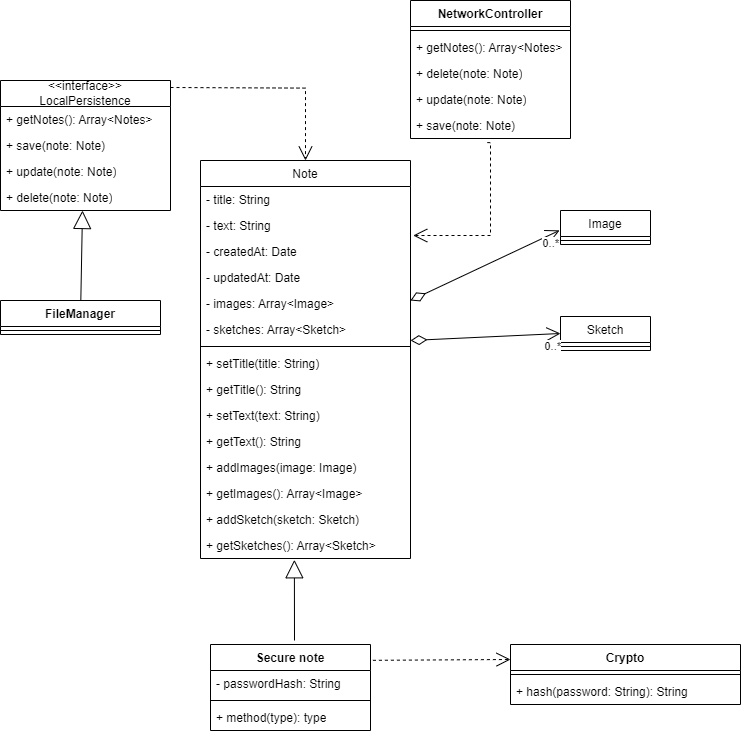 NetworkController
+ getNotes(): Array<Notes>
+ delete(note: Note)
+ update(note: Note)
+ save(note: Note)
<<interface>>
LocalPersistence
+ getNotes(): Array<Notes>
+ save(note: Note)
+ update(note: Note)
+ delete(note: Note)
FileManager
Note
- title: String
- text: String
- createdAt: Date
- updatedAt: Date
- images: Array<Image>
- sketches: Array<Sketch>
+ setTitle(title: String)
+ getTitle(): String
+ setText(text: String)
+ getText(): String
+ addImages(image: Image)
+ getImages(): Array<Image>
+ addSketch(sketch: Sketch)
+ getSketches(): Array<Sketch>
Image
0..*
Sketch
0..*
Secure note
- passwordHash: String
+ method(type): type
Crypto
+ hash(password: String): String